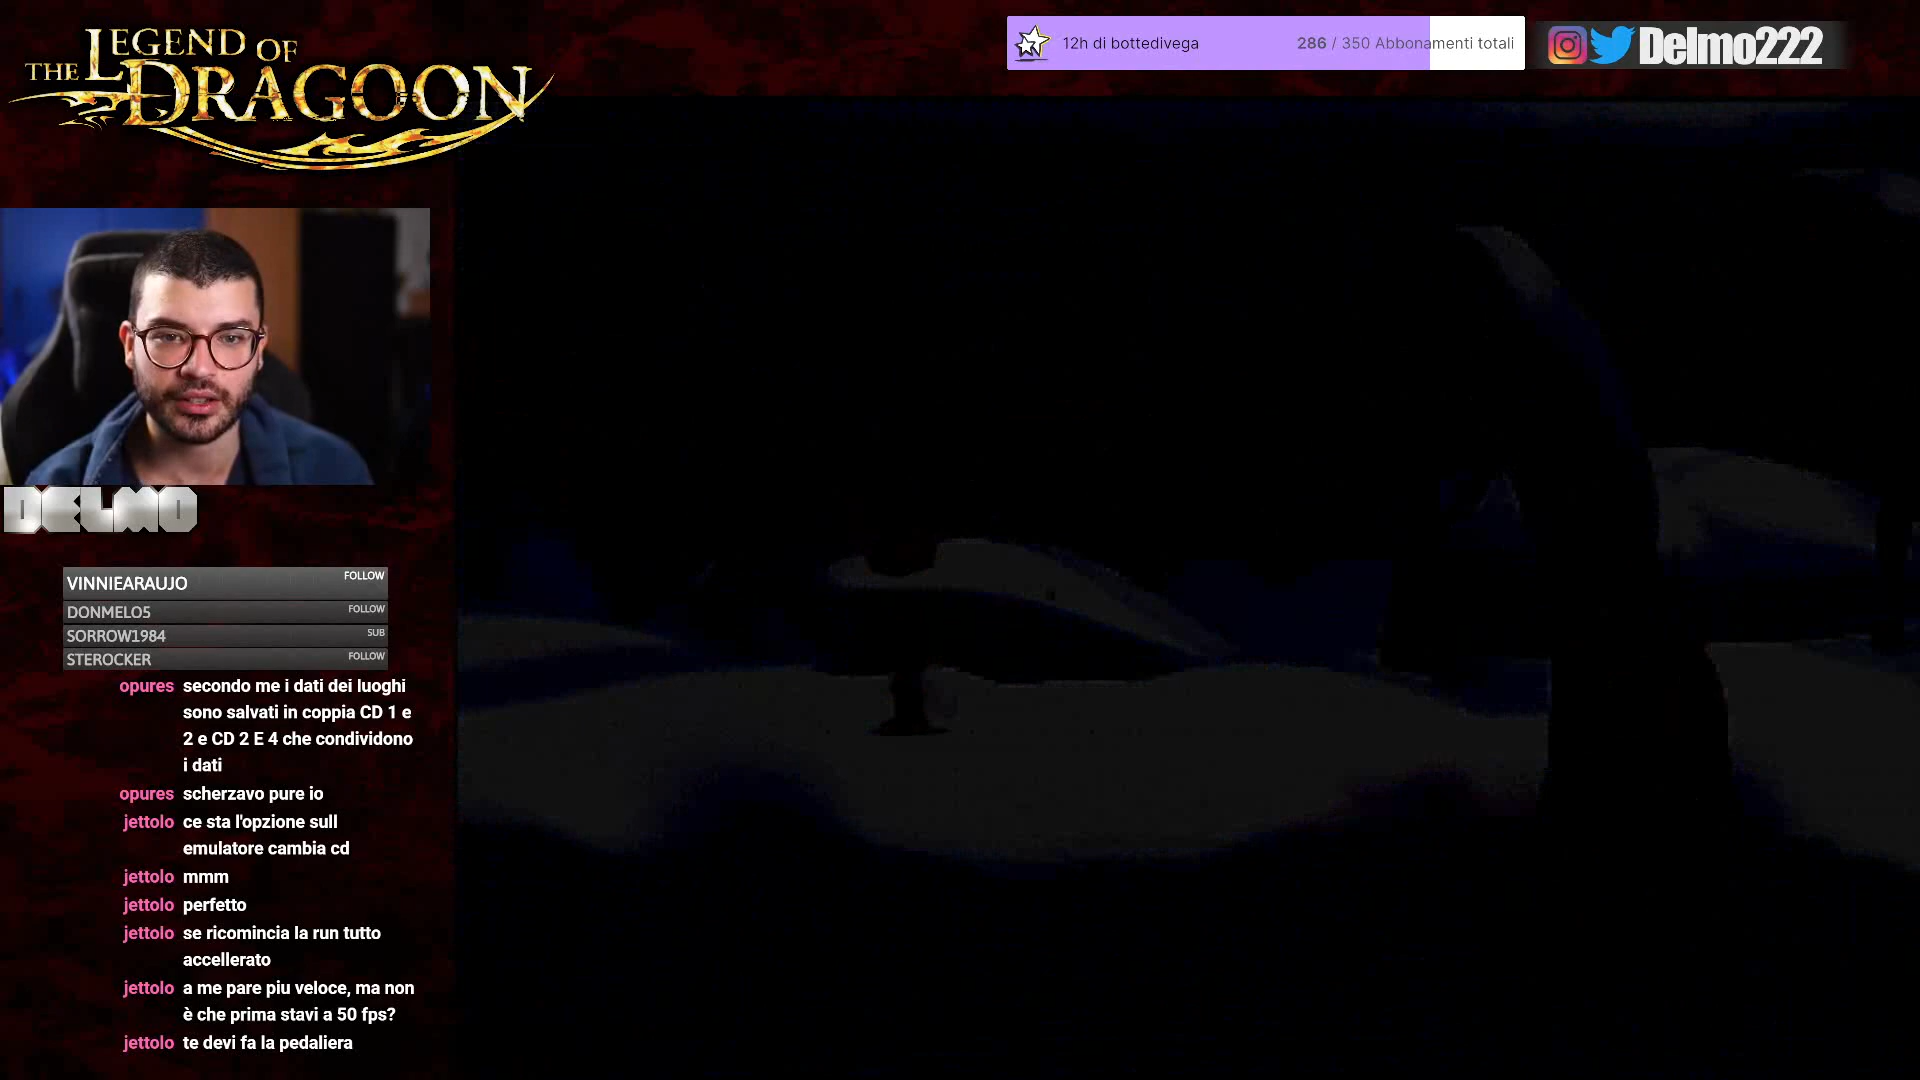 THE LEGEND OF
DRAGOON
12h di bottedivega 286 / 350 Abbonamenti totali
Delmo222
DELMO
VINNIEARAUJO FOLLOW
DONMELO5 FOLLOW
SORROW1984 SUB
STEROCKER FOLLOW
opures secondo me i dati dei luoghi
sono salvati in coppia CD 1 e
2 e CD 2 E 4 che condividono
i dati
opures scherzavo pure io
jettolo ce sta l'opzione sull
emulatore cambia cd
jettolo mmm
jettolo perfetto
jettolo se ricomincia la run tutto
accellerato
jettolo a me pare piu veloce, ma non
è che prima stavi a 50 fps?
jettolo te devi fa la pedaliera